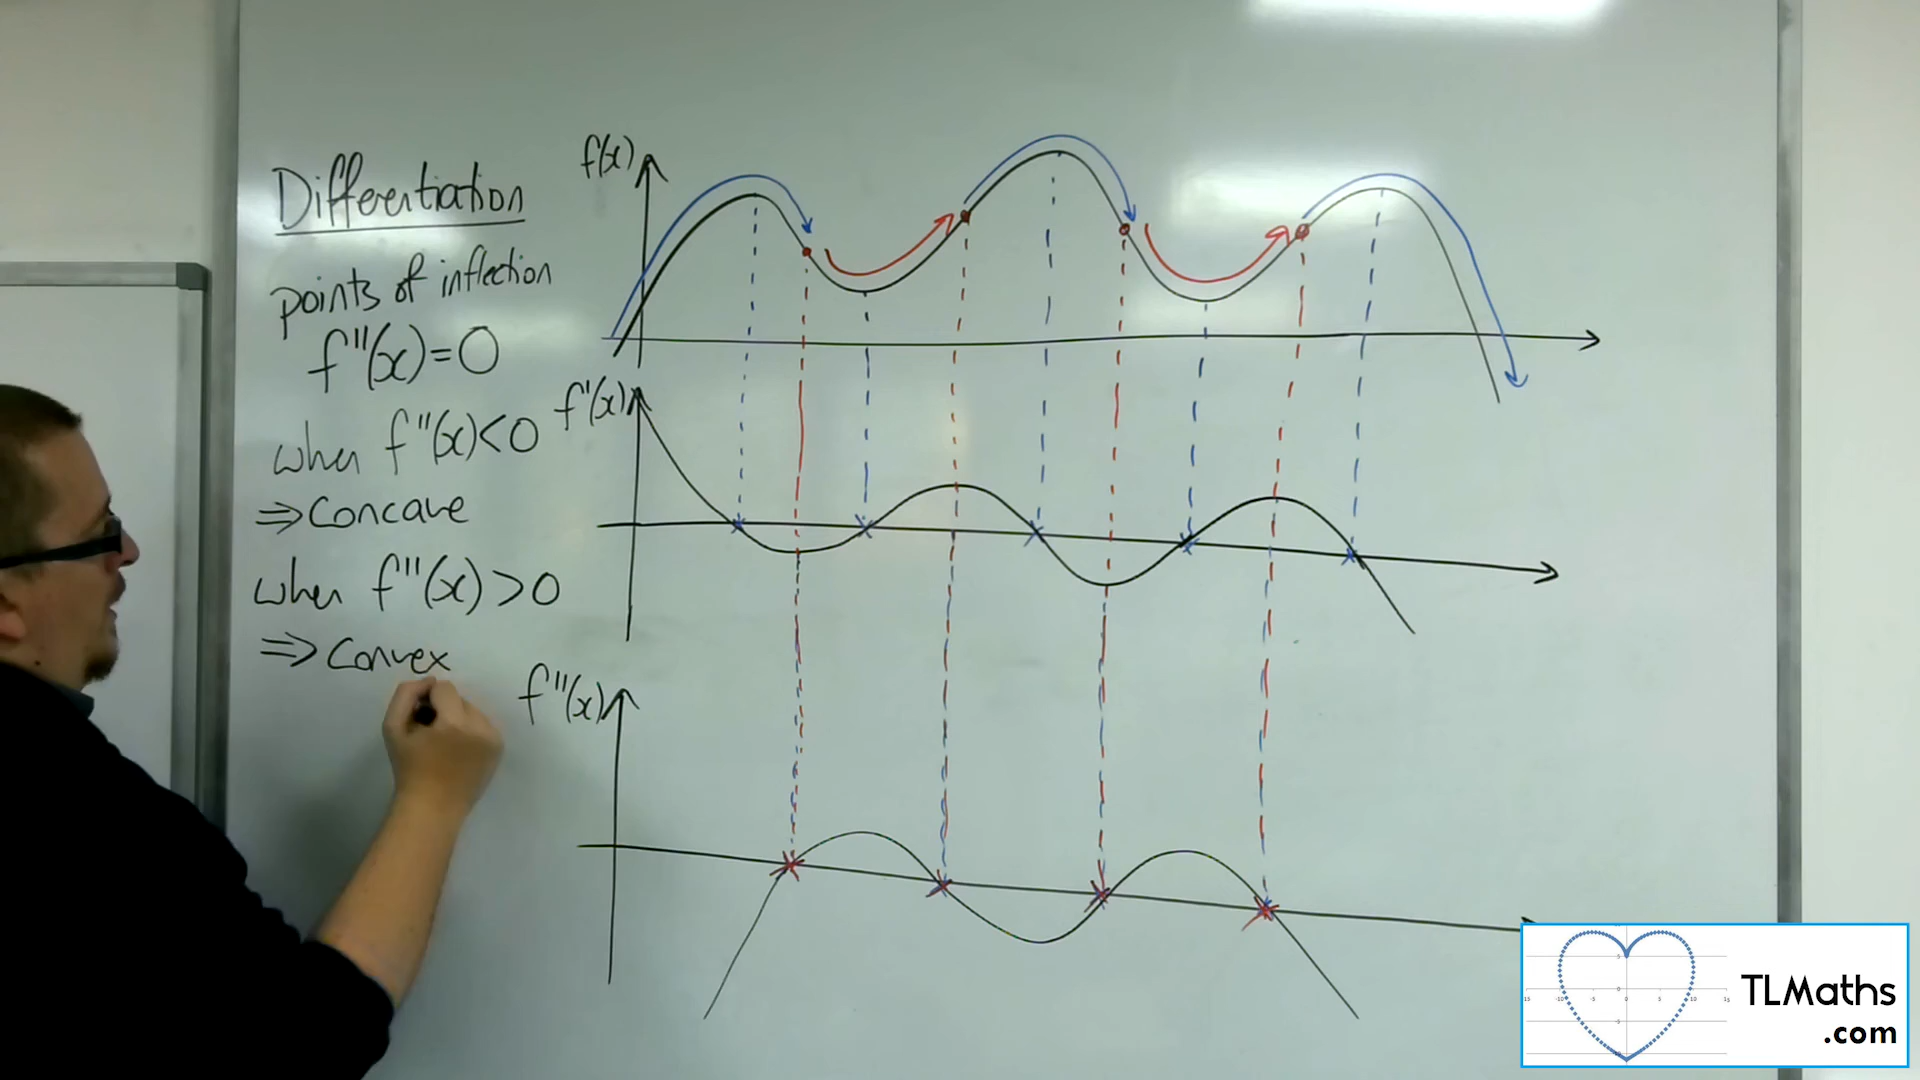 Differentiation
points of inflection
f''(x)=0
when f''(x)<0
⇒ Concave
when f''(x)>0
⇒ Convex
f(x)
f'(x)
f''(x)
TLMaths
.com